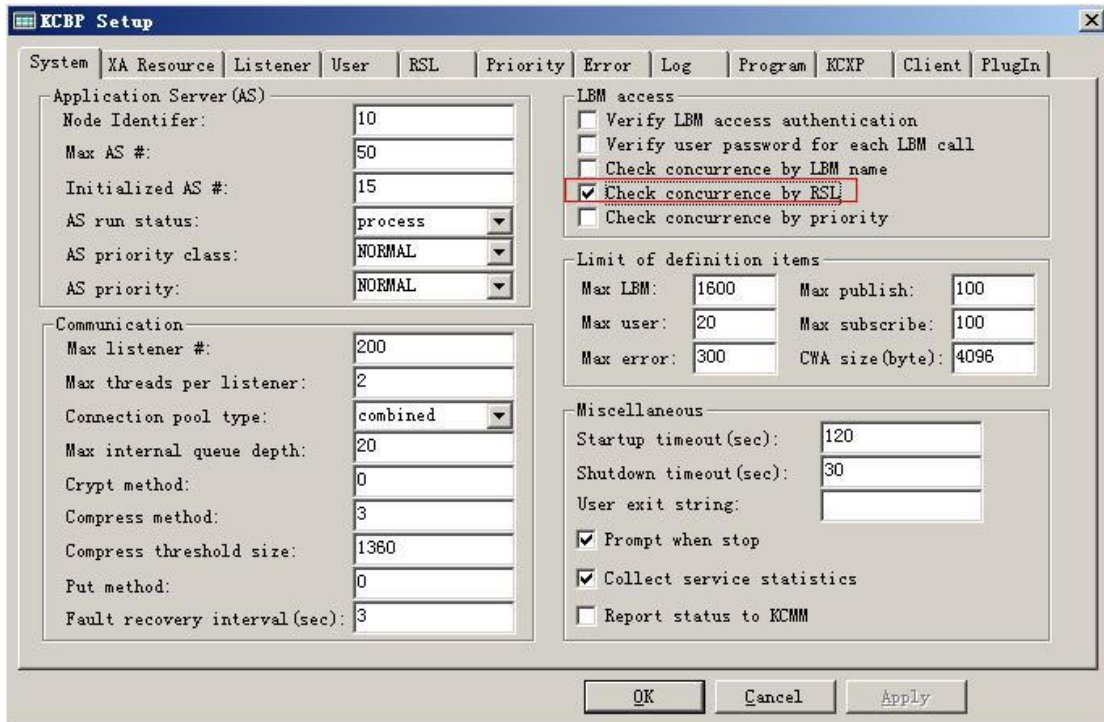 KCBP Setup
System XA Resource Listener User RSL Priority Error Log Program KCXP Client PlugIn
Application Server(AS)
Node Identifer: 10
Max AS #: 50
Initialized AS #: 15
AS run status: process
AS priority class: NORMAL
AS priority: NORMAL
Communication
Max listener #: 200
Max threads per listener: 2
Connection pool type: combined
Max internal queue depth: 20
Crypt method: 0
Compress method: 3
Compress threshold size: 1360
Put method: 0
Fault recovery interval(sec): 3
LBM access
Verify LBM access authentication
Verify user password for each LBM call
Check concurrence by LBM name
Check concurrence by RSL
Check concurrence by priority
Limit of definition items
Max LBM: 1600 Max publish: 100
Max user: 20 Max subscribe: 100
Max error: 300 CWA size(byte): 4096
Miscellaneous
Startup timeout(sec): 120
Shutdown timeout(sec): 30
User exit string:
Prompt when stop
Collect service statistics
Report status to KCMM
OK Cancel Apply